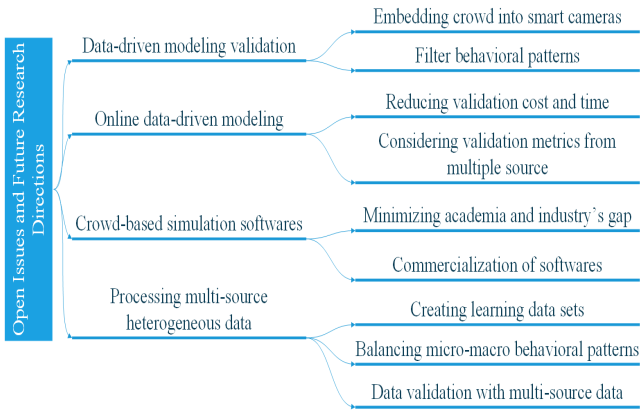 Open Issues and Future Research
Directions
Data-driven modeling validation
Embedding crowd into smart cameras
Filter behavioral patterns
Online data-driven modeling
Reducing validation cost and time
Considering validation metrics from
multiple source
Crowd-based simulation softwares
Minimizing academia and industry's gap
Commercialization of softwares
Processing multi-source
heterogeneous data
Creating learning data sets
Balancing micro-macro behavioral patterns
Data validation with multi-source data